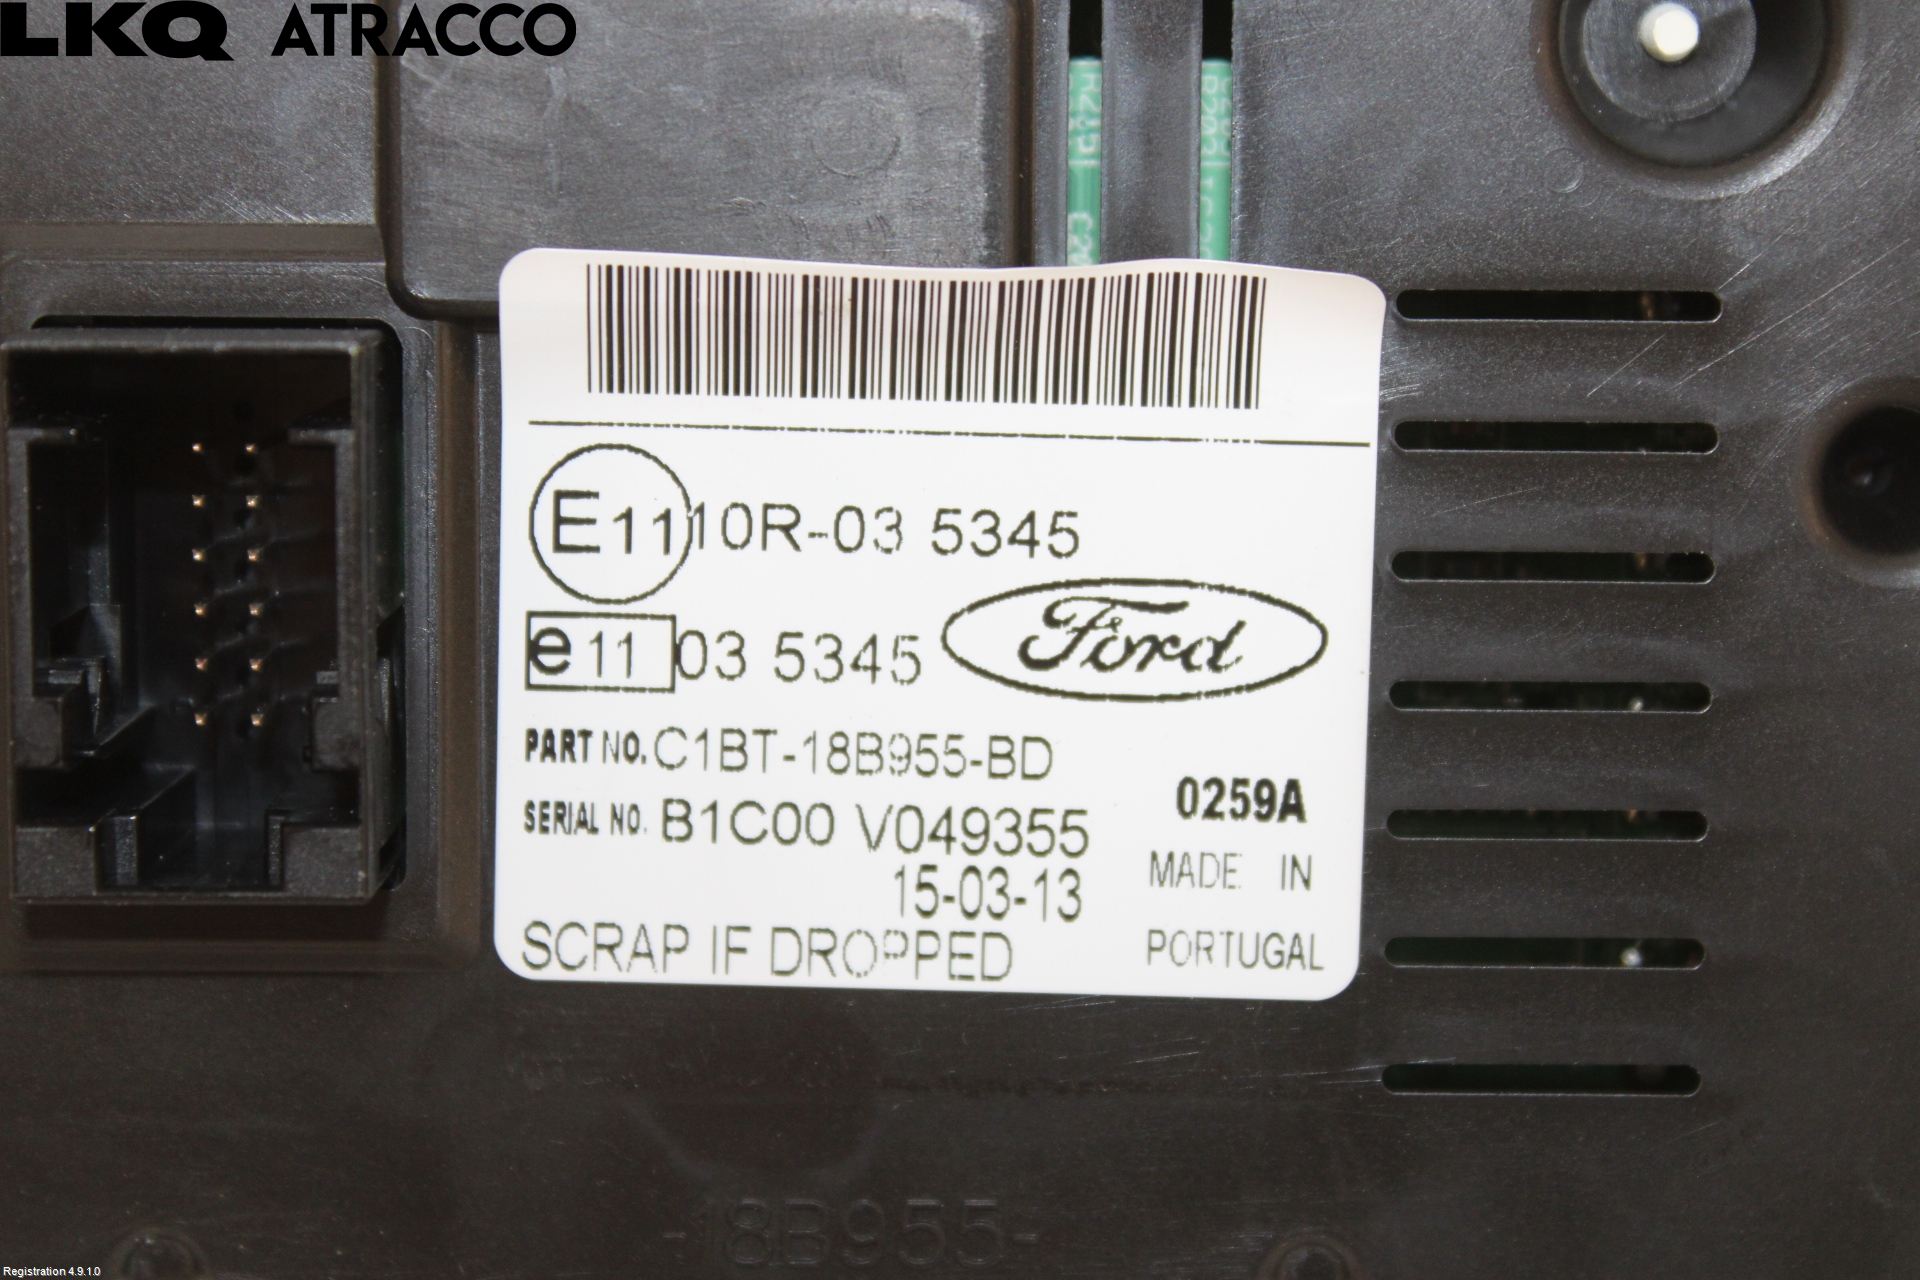 LKQ ATRACCO
E11 10R-03 5345
e11 03 5345
Ford
PART NO. C1BT-18B955-BD
0259A
SERIAL NO. B1C00 V049355
MADE IN
15-03-13
SCRAP IF DROPPED
PORTUGAL
-18B955-
Registration 4.9.1.0